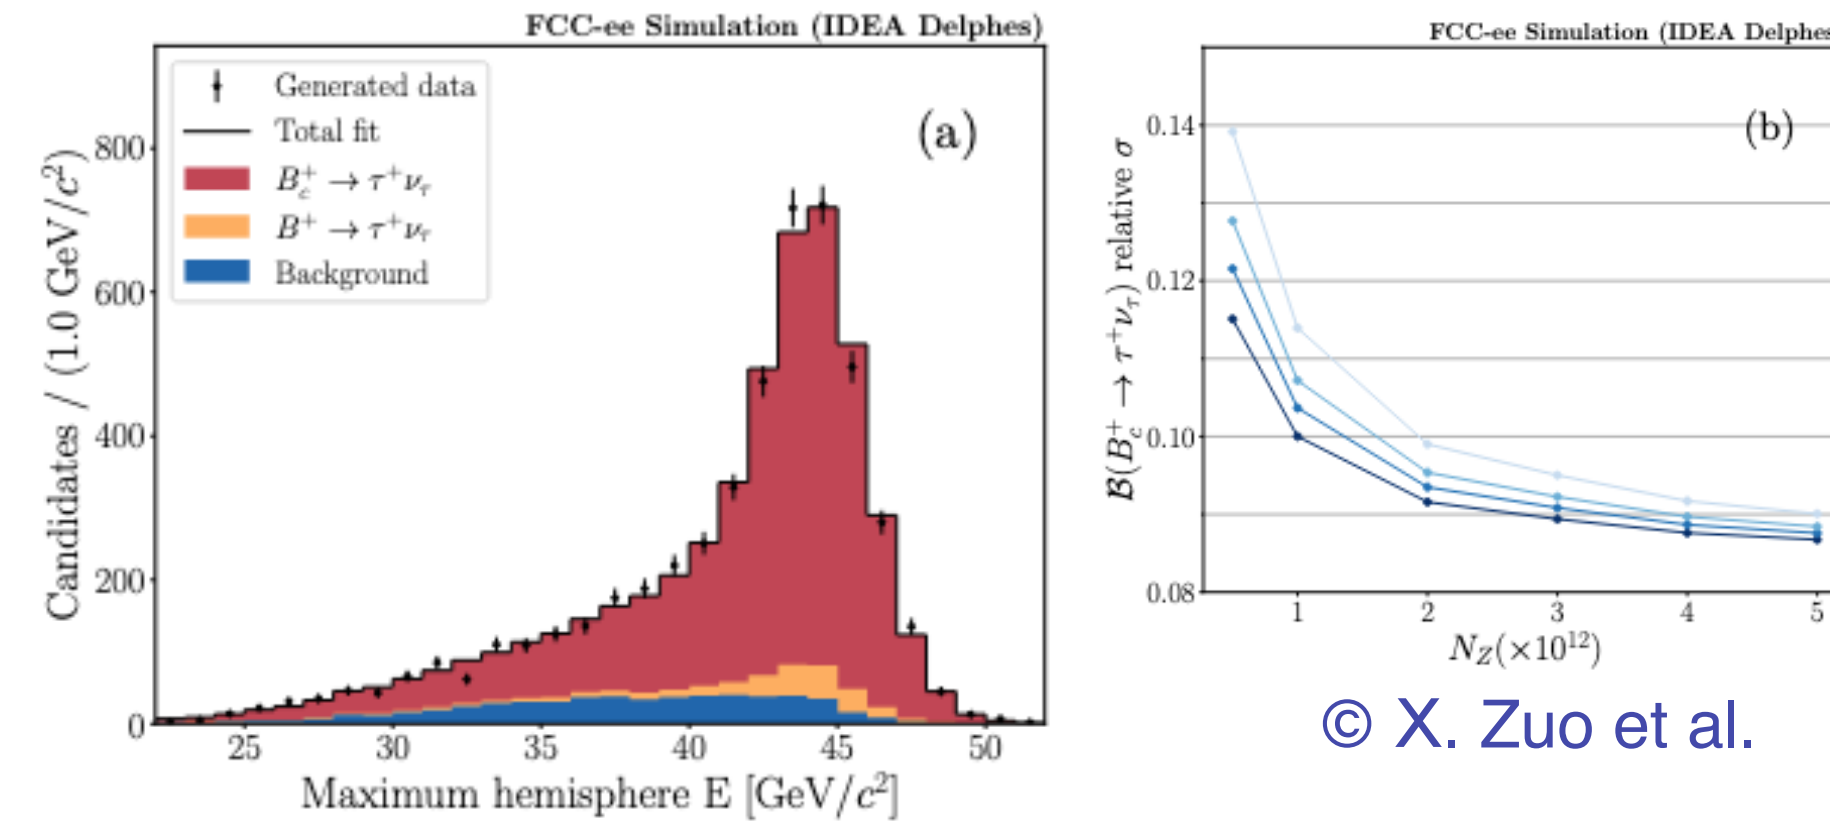 FCC-ee Simulation (IDEA Delphes)
Generated data
Total fit
B_c^+ → τ^+ν_τ
B^+ → τ^+ν_τ
Background
(a)
Candidates / (1.0 GeV/c^2)
800
600
400
200
0
25 30 35 40 45 50
Maximum hemisphere E [GeV/c^2]
FCC-ee Simulation (IDEA Delphes
(b)
B(B_c^+ → τ^+ν_τ) relative σ
0.14
0.12
0.10
0.08
1 2 3 4 5
N_Z(×10^12)
© X. Zuo et al.